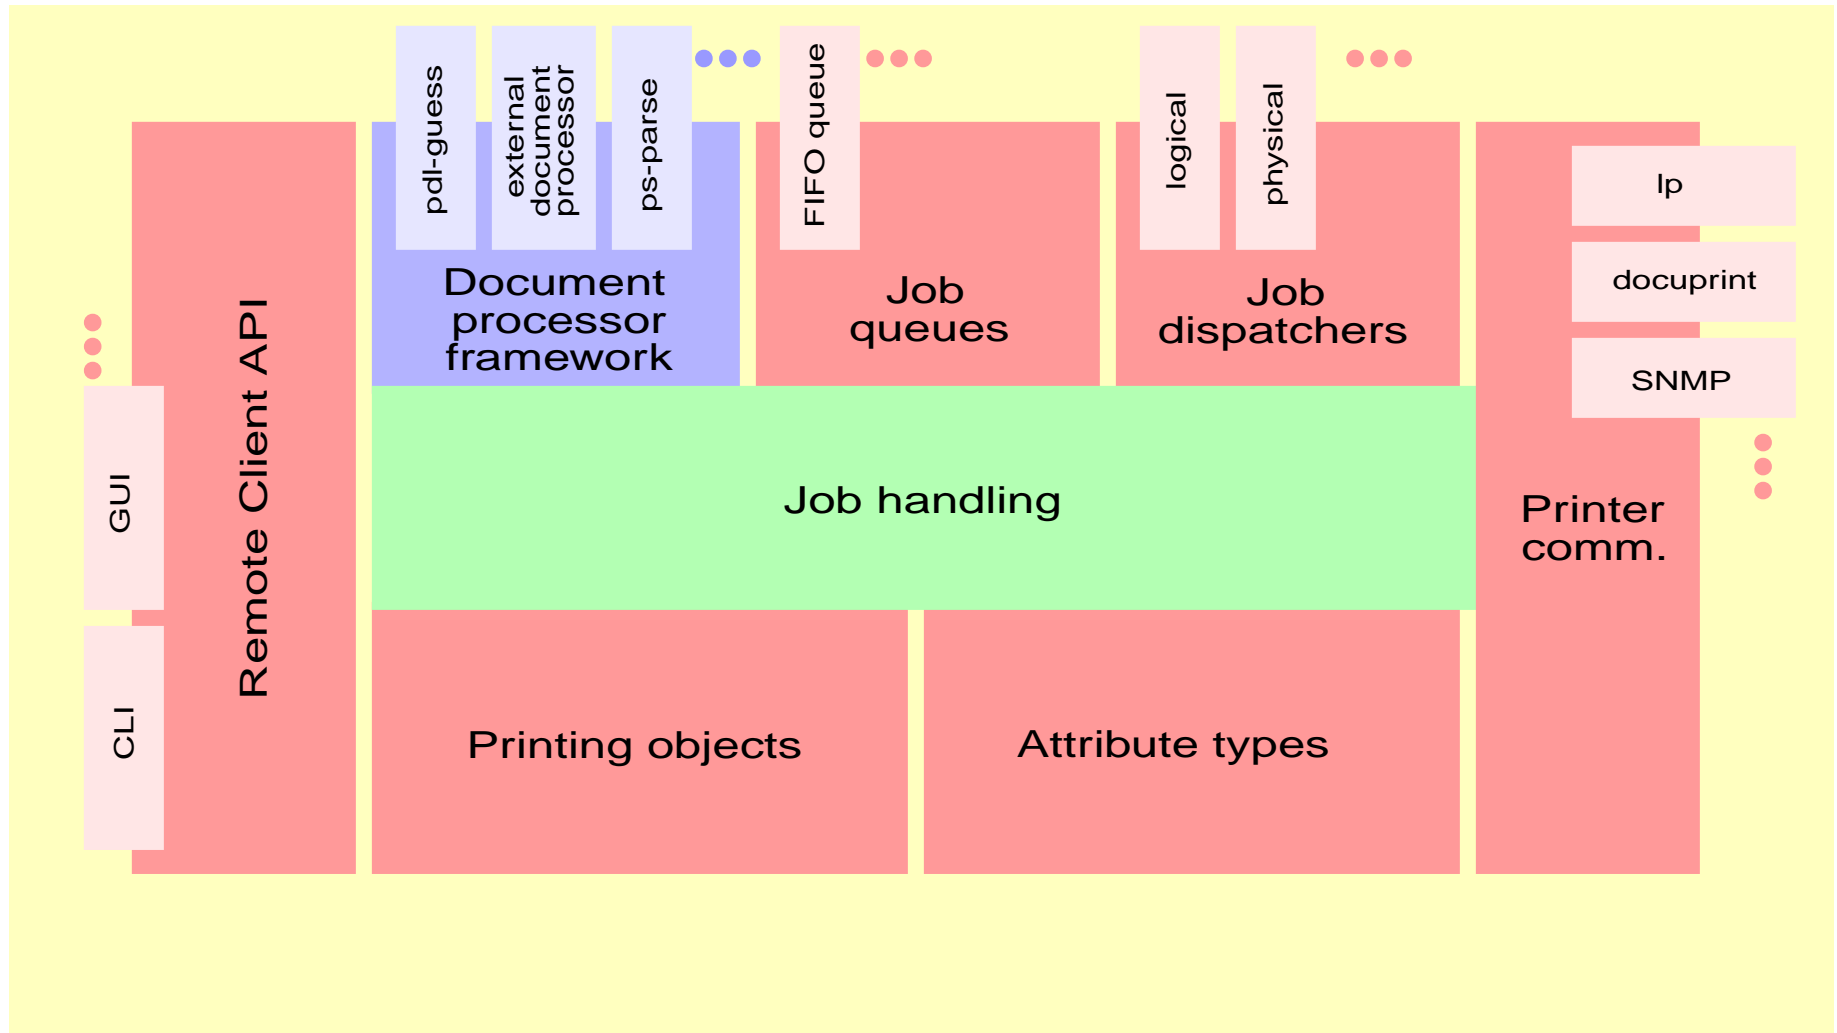 pdl-guess
external
document
processor
ps-parse
FIFO queue
logical
physical
lp
docuprint
SNMP
Document
processor
framework
Job
queues
Job
dispatchers
Remote Client API
GUI
CLI
Job handling
Printer
comm.
Printing objects
Attribute types